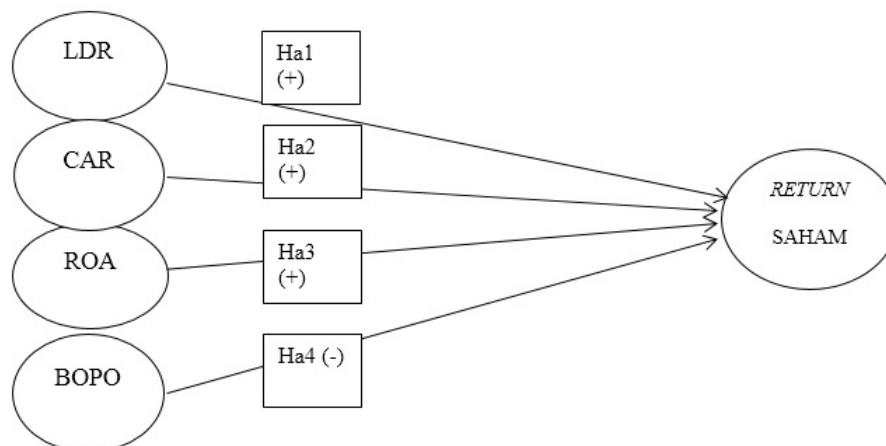 LDR
Ha1
(+)
CAR
Ha2
(+)
ROA
Ha3
(+)
BOPO
Ha4 (-)
RETURN
SAHAM